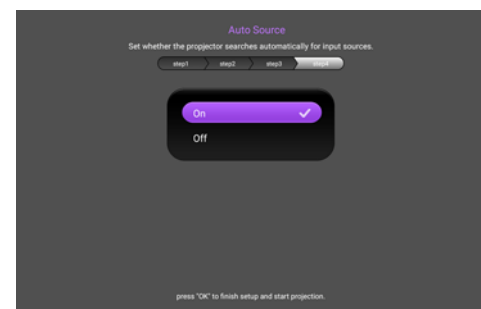 Auto Source
Set whether the propjector searches automatically for input sources.
step1 step2 step3 step4
On
Off
press "OK" to finish setup and start projection.